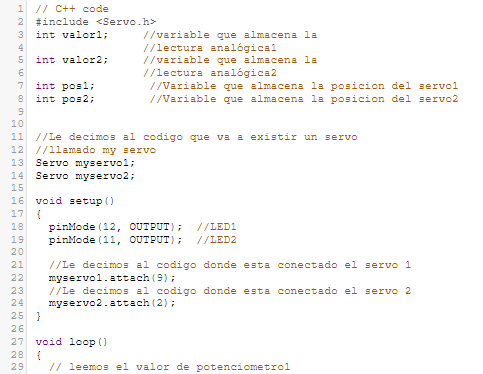 1 // C++ code
2 #include <Servo.h>
3 int valor1;     //variable que almacena la
4                 //lectura analógica1
5 int valor2;     //variable que almacena la
6                 //lectura analógica2
7 int pos1;        //Variable que almacena la posicion del servo1
8 int pos2;        //Variable que almacena la posicion del servo2
9
10
11 //Le decimos al codigo que va a existir un servo
12 //llamado my servo
13 Servo myservo1;
14 Servo myservo2;
15
16 void setup()
17 {
18   pinMode(12, OUTPUT);  //LED1
19   pinMode(11, OUTPUT);  //LED2
20
21   //Le decimos al codigo donde esta conectado el servo 1
22   myservo1.attach(9);
23   //Le decimos al codigo donde esta conectado el servo 2
24   myservo2.attach(2);
25 }
26
27 void loop()
28 {
29   // leemos el valor de potenciometro1